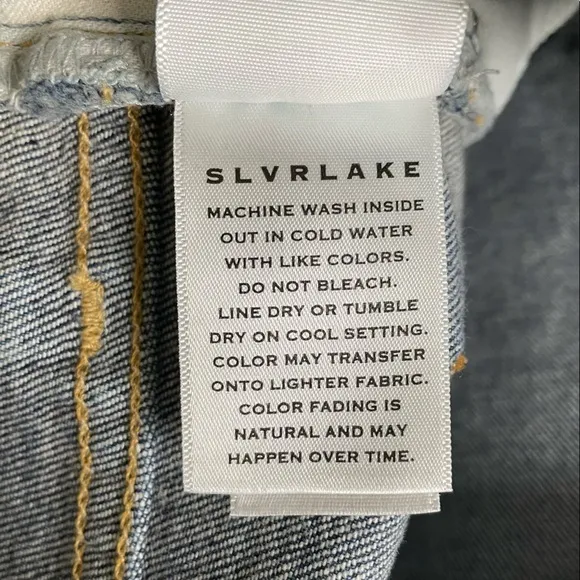 SLVRLAKE
MACHINE WASH INSIDE
OUT IN COLD WATER
WITH LIKE COLORS.
DO NOT BLEACH.
LINE DRY OR TUMBLE
DRY ON COOL SETTING.
COLOR MAY TRANSFER
ONTO LIGHTER FABRIC.
COLOR FADING IS
NATURAL AND MAY
HAPPEN OVER TIME.